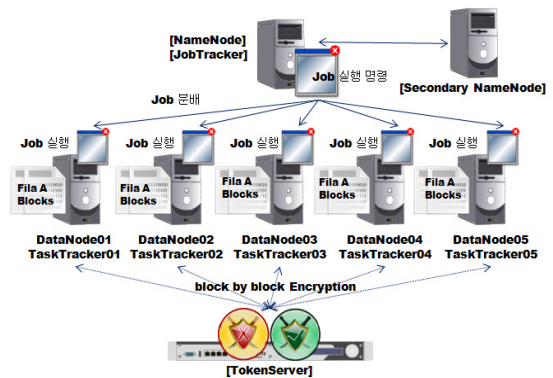 [NameNode]
[JobTracker]
Job 실행 명령
[Secondary NameNode]
Job 분배
Job 실행
Job 실행
Job 실행
Job 실행
Job 실행
Fila A
Blocks
Fila A
Blocks
Fila A
Blocks
Fila A
Blocks
Fila A
Blocks
DataNode01
TaskTracker01
DataNode02
TaskTracker02
DataNode03
TaskTracker03
DataNode04
TaskTracker04
DataNode05
TaskTracker05
block by block Encryption
[TokenServer]